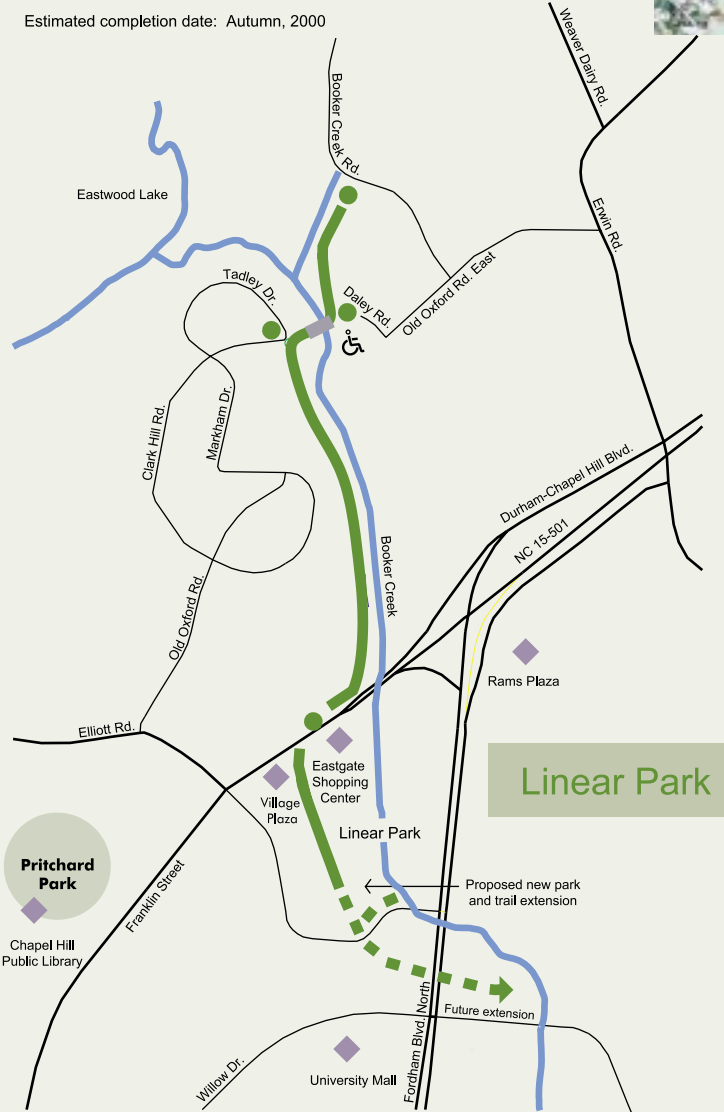 Estimated completion date: Autumn, 2000
Weaver Dairy Rd.
Booker Creek Rd.
Eastwood Lake
Erwin Rd.
Tadley Dr.
Daley Rd.
Old Oxford Rd. East
Clark Hill Rd.
Markham Dr.
Durham-Chapel Hill Blvd.
NC 15-501
Booker Creek
Old Oxford Rd.
Rams Plaza
Elliott Rd.
Eastgate
Shopping
Center
Village
Plaza
Linear Park
Linear Park
Pritchard
Park
Franklin Street
Proposed new park
and trail extension
Chapel Hill
Public Library
Fordham Blvd. North
Future extension
Willow Dr.
University Mall